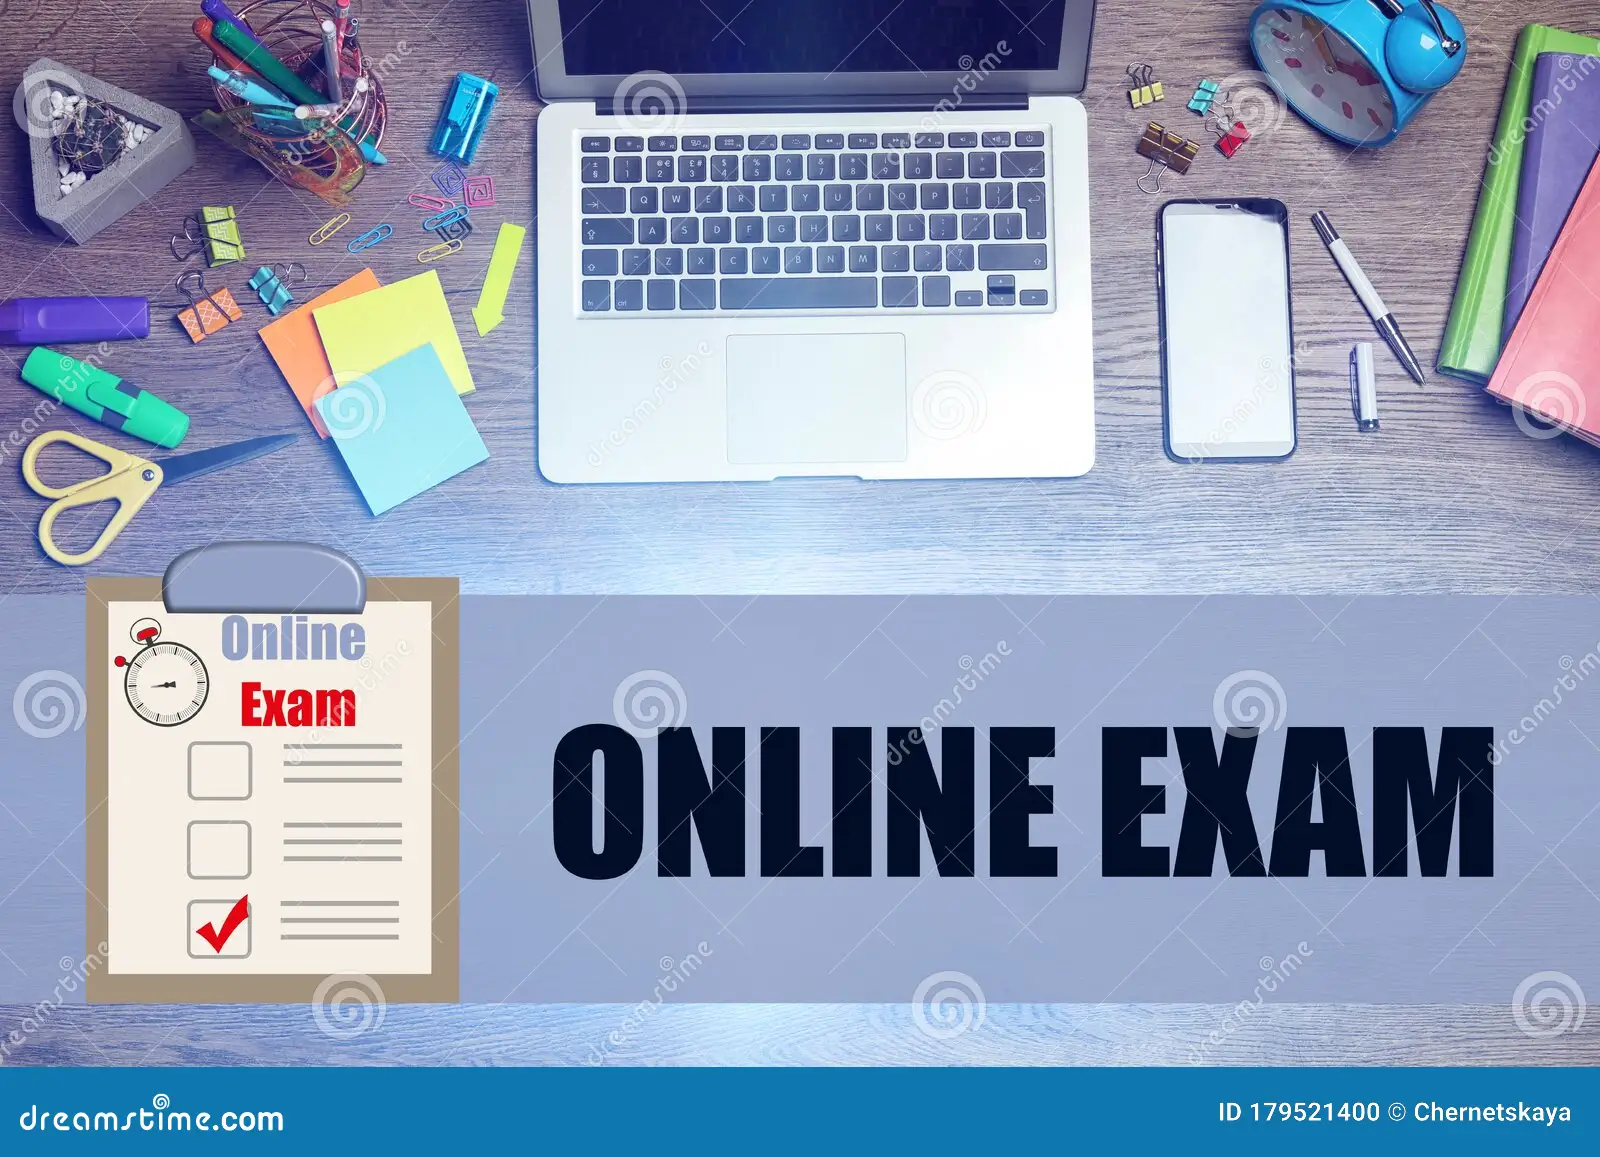 Online
Exam
ONLINE EXAM
dreamstime.com
ID 179521400 © Chernetskaya